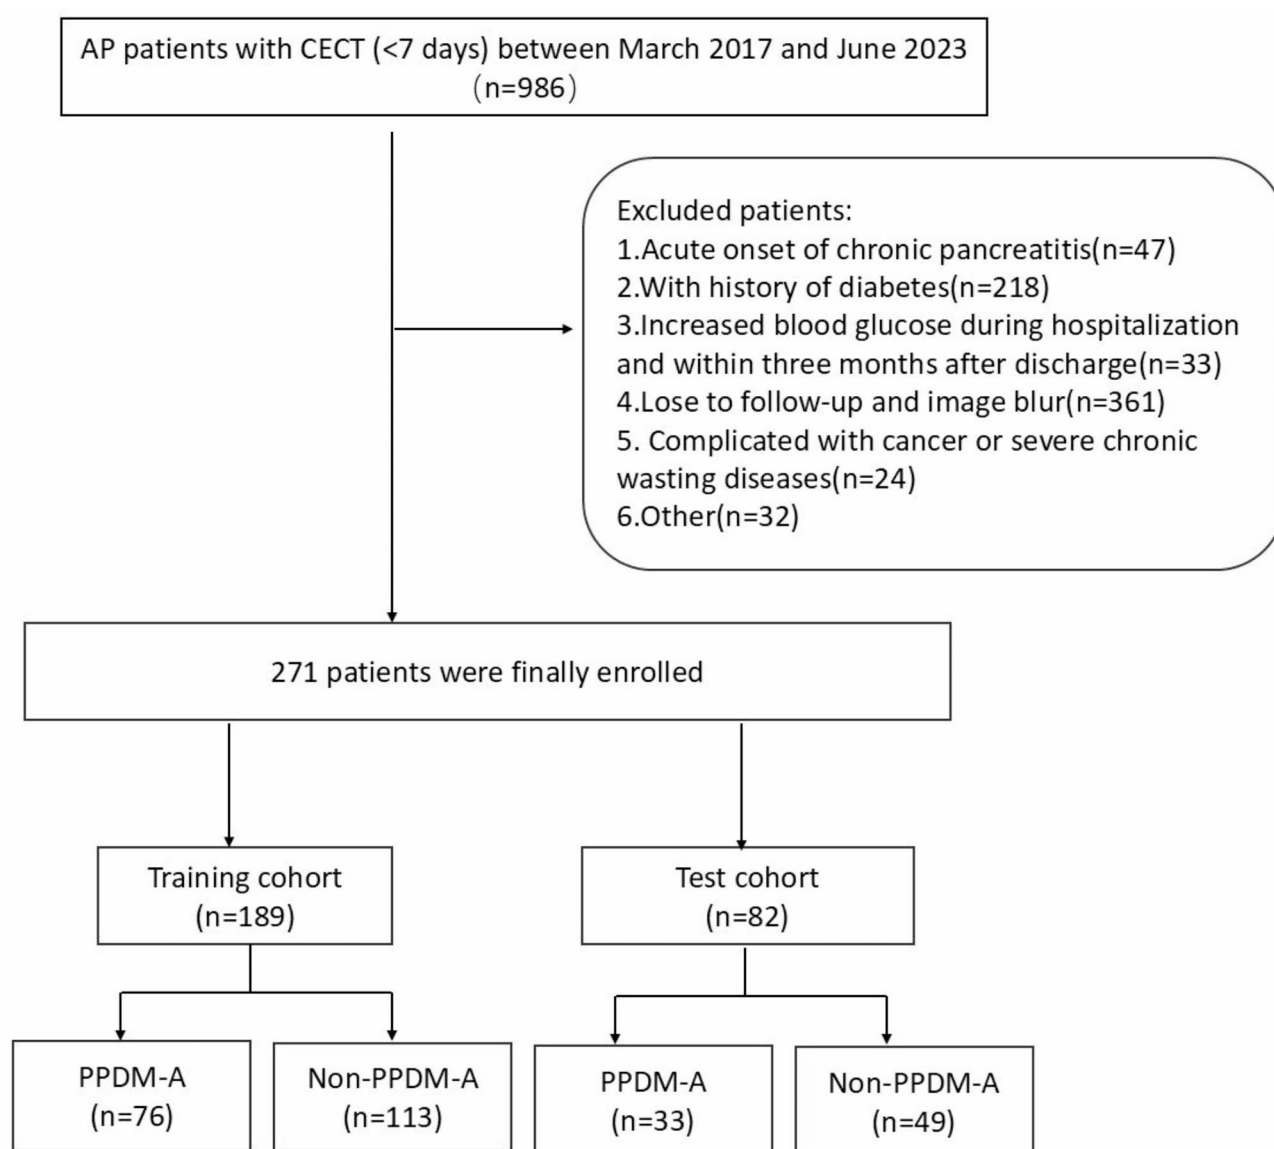 AP patients with CECT (<7 days) between March 2017 and June 2023
(n=986)
Excluded patients:
1.Acute onset of chronic pancreatitis(n=47)
2.With history of diabetes(n=218)
3.Increased blood glucose during hospitalization
and within three months after discharge(n=33)
4.Lose to follow-up and image blur(n=361)
5. Complicated with cancer or severe chronic
wasting diseases(n=24)
6.Other(n=32)
271 patients were finally enrolled
Training cohort
(n=189)
Test cohort
(n=82)
PPDM-A
(n=76)
Non-PPDM-A
(n=113)
PPDM-A
(n=33)
Non-PPDM-A
(n=49)